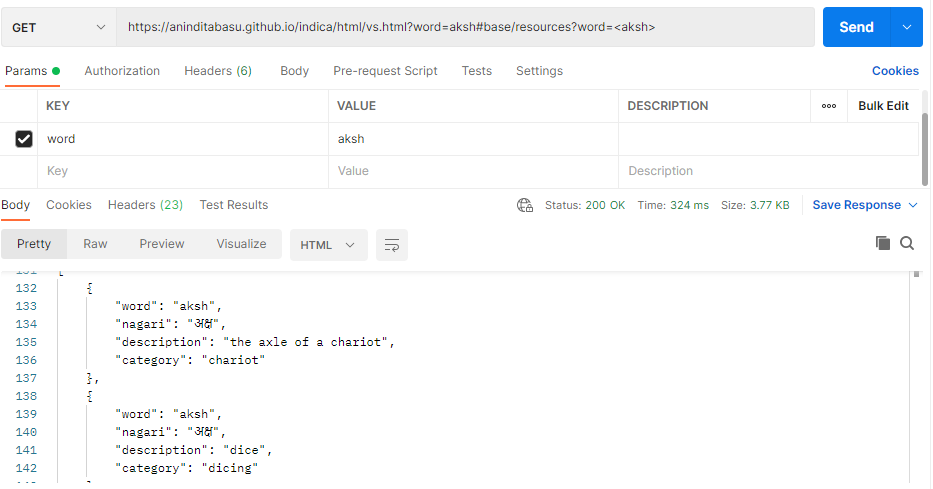 GET https://aninditabasu.github.io/indica/html/vs.html?word=aksh#base/resources?word=<aksh> Send
Params Authorization Headers (6) Body Pre-request Script Tests Settings Cookies
KEY VALUE DESCRIPTION ooo Bulk Edit
word aksh
Key Value Description
Body Cookies Headers (23) Test Results Status: 200 OK Time: 324 ms Size: 3.77 KB Save Response
Pretty Raw Preview Visualize HTML
131 [
132 {
133 "word": "aksh",
134 "nagari": "अक्ष",
135 "description": "the axle of a chariot",
136 "category": "chariot"
137 },
138 {
139 "word": "aksh",
140 "nagari": "अक्ष",
141 "description": "dice",
142 "category": "dicing"